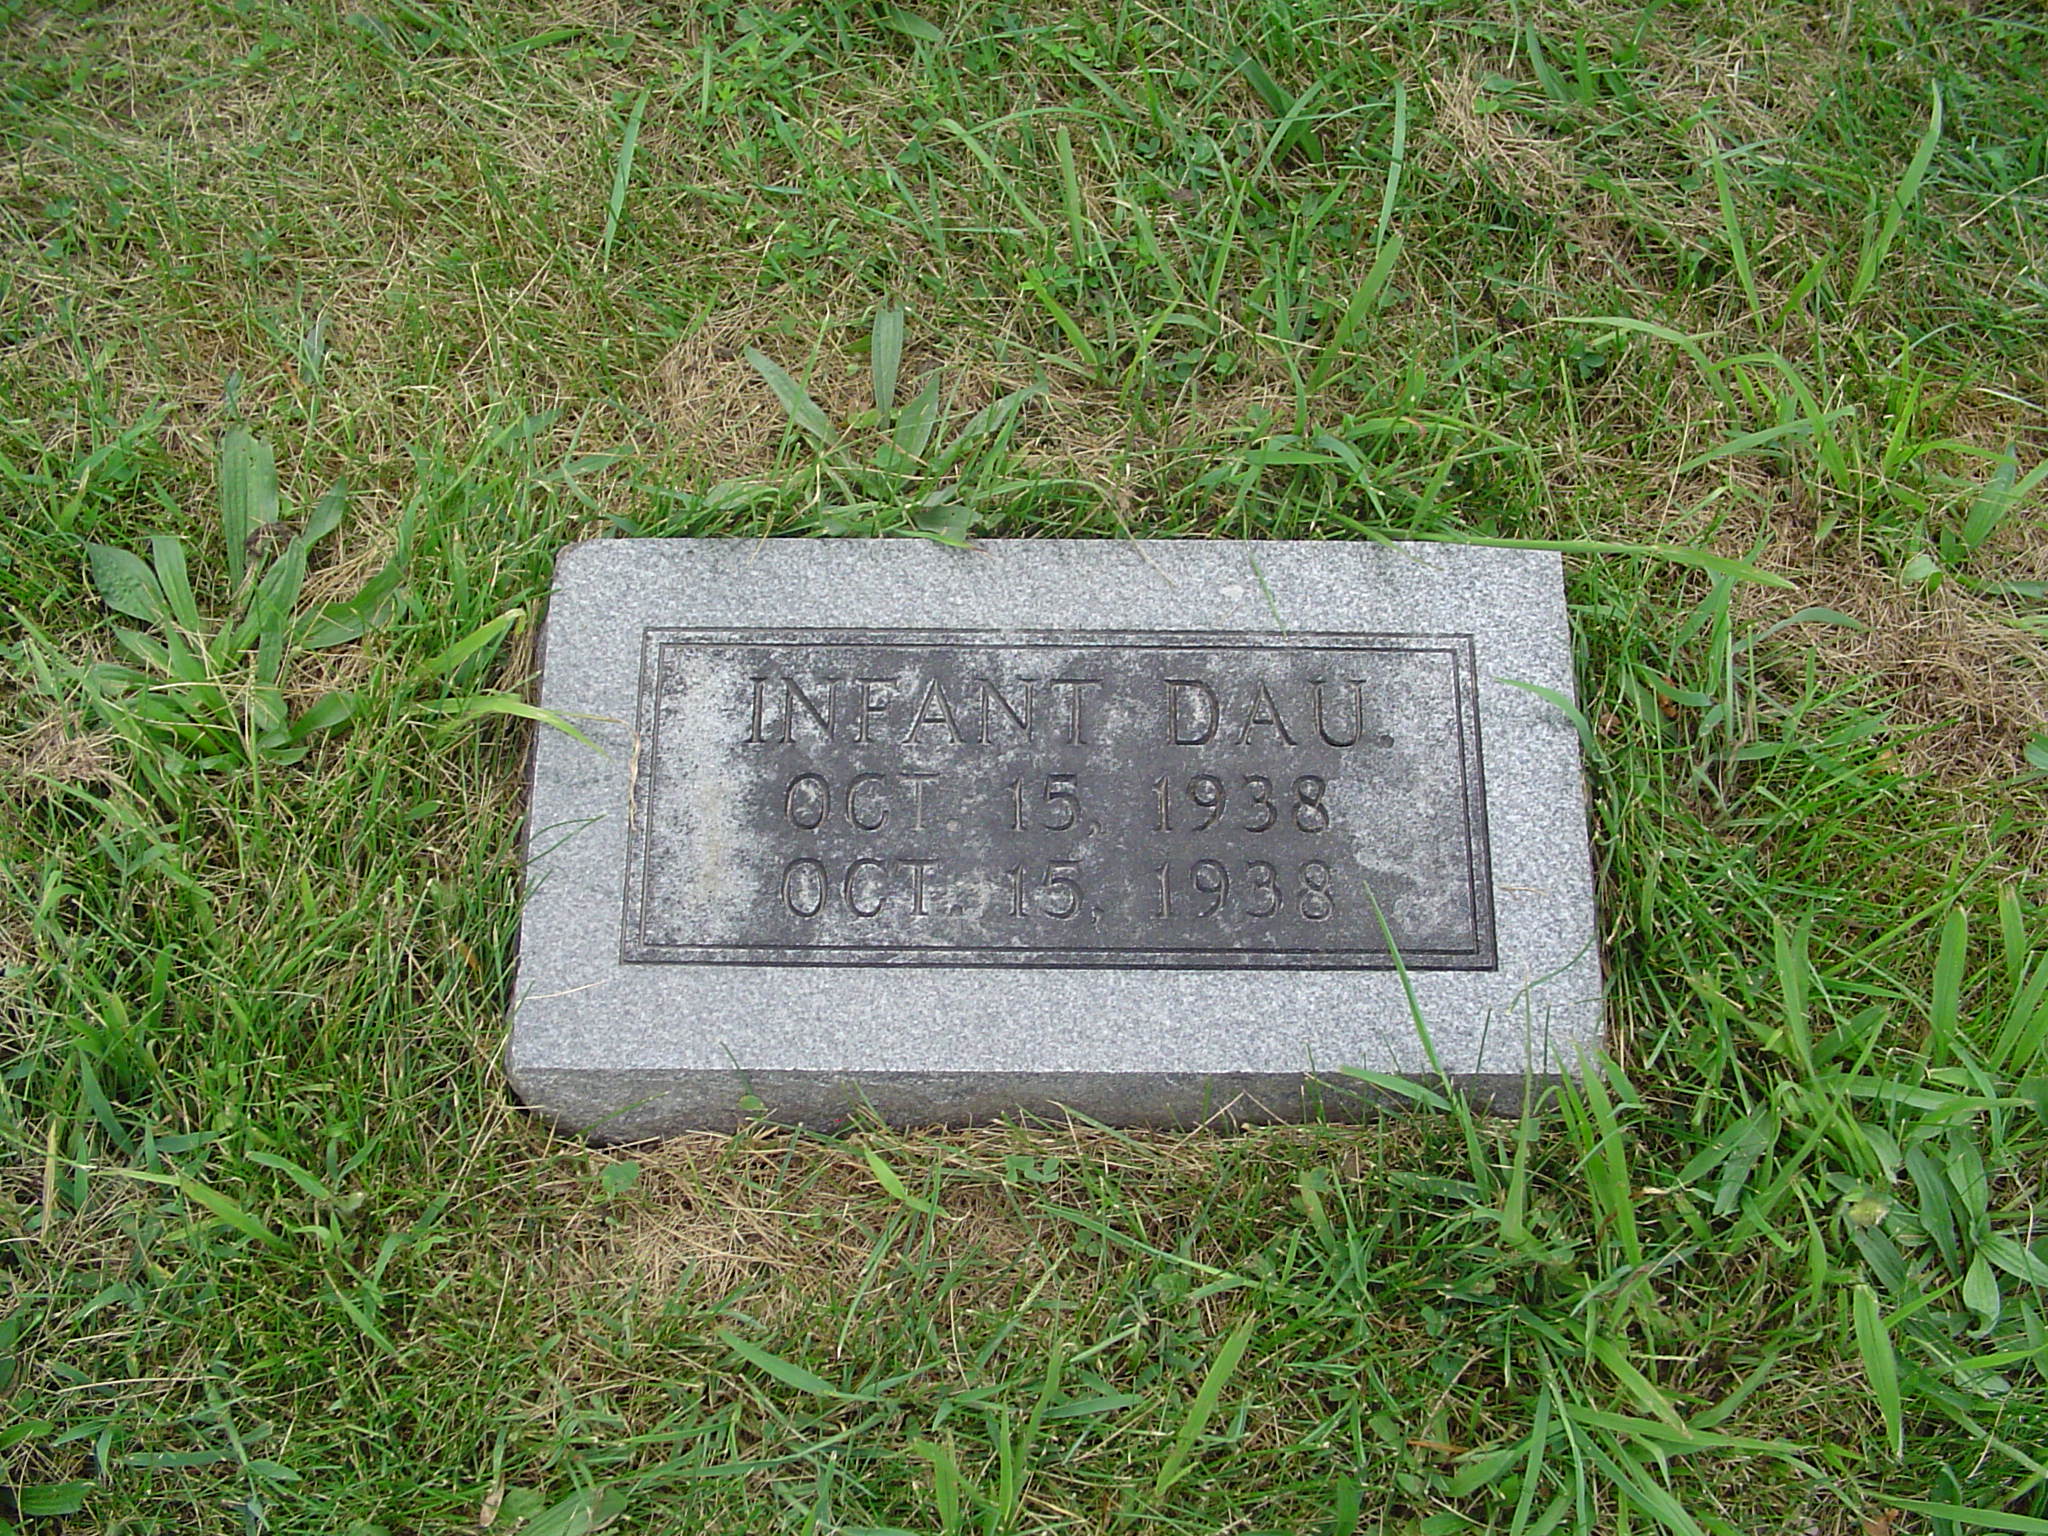 INFANT DAU.
OCT. 15, 1938
OCT. 15, 1938